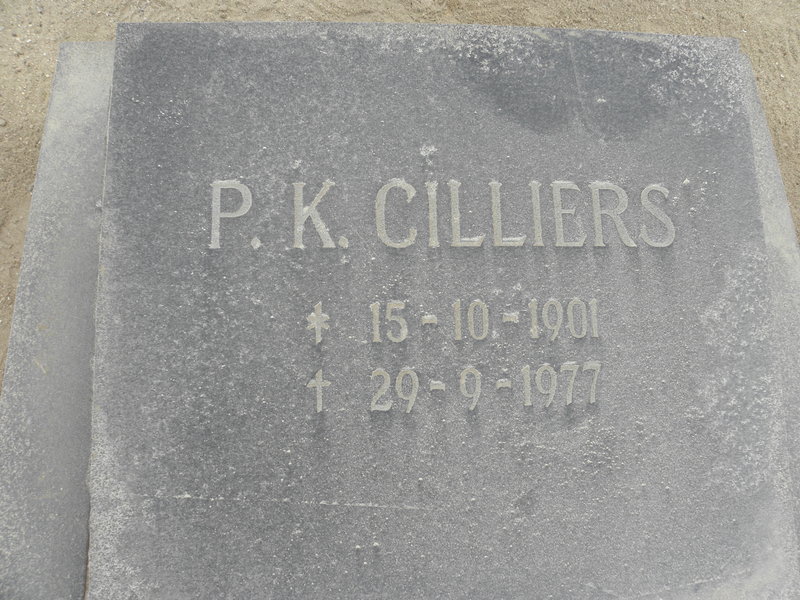 P. K. CILLIERS
* 15-10-1901
† 29-9-1977